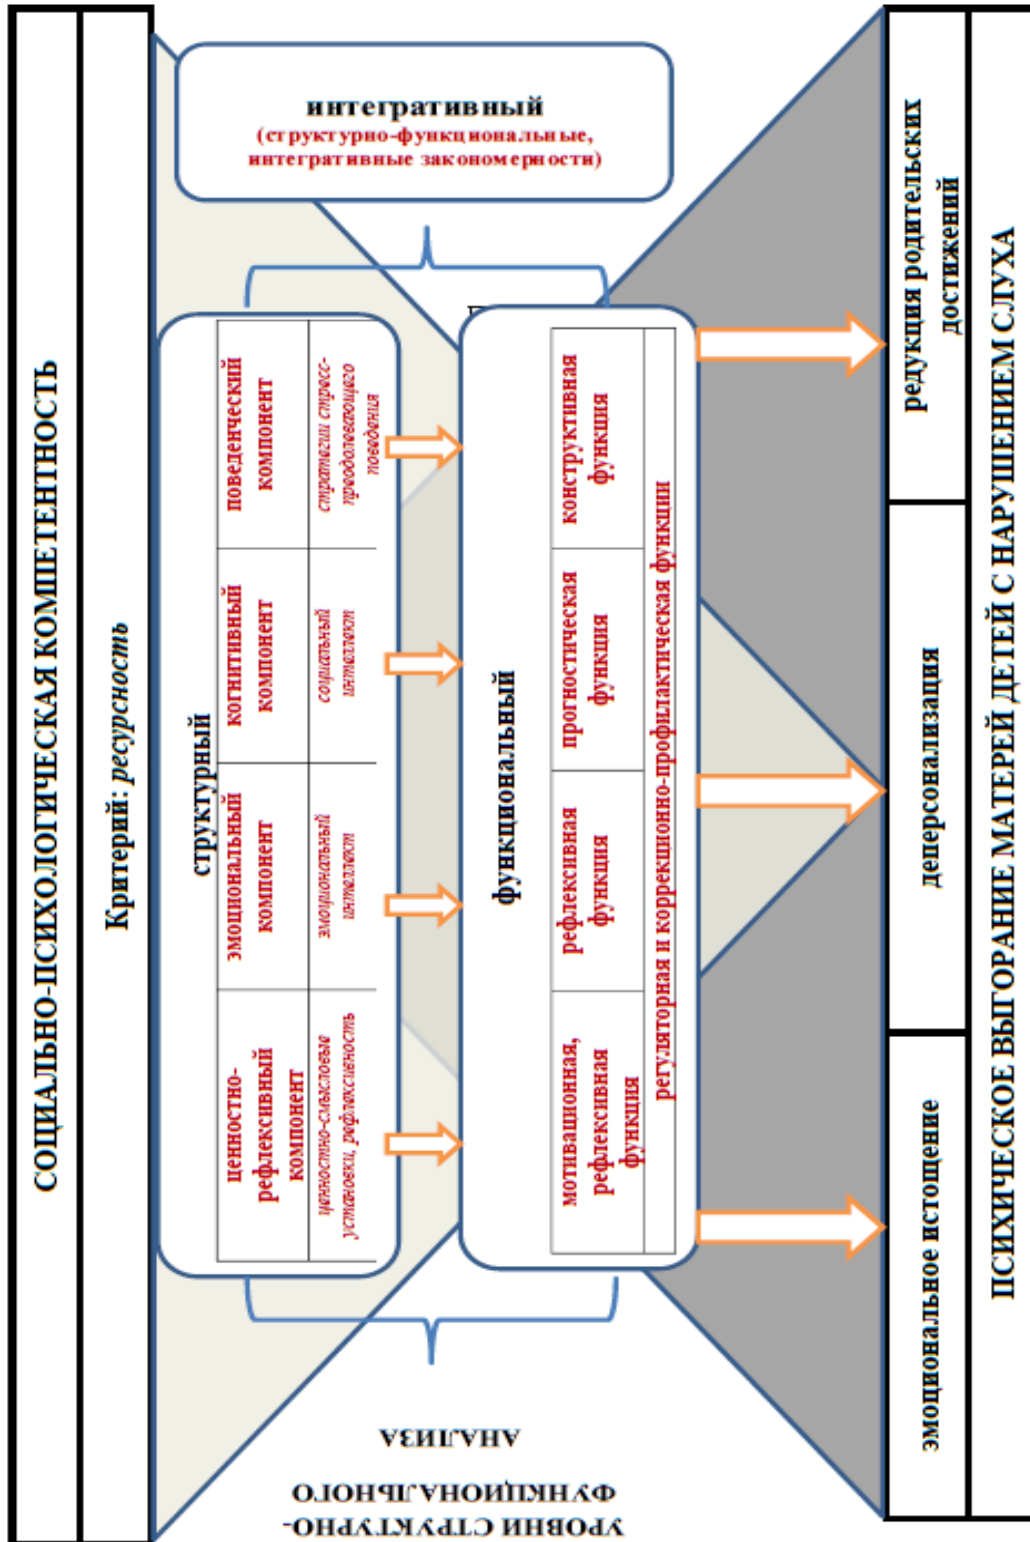 СОЦИАЛЬНО-ПСИХОЛОГИЧЕСКАЯ КОМПЕТЕНТНОСТЬ
Критерий: ресурсность
интегративный
(структурно-функциональные,
интегративные закономерности)
структурный
ценностно-
рефлексивный
компонент
эмоциональный
компонент
когнитивный
компонент
поведенческий
компонент
ценностно-смысловые
установки, рефлексивность
эмоциональный
интеллект
социальный
интеллект
стратегии стресс-
преодолевающего
поведения
функциональный
мотивационная,
рефлексивная
функция
рефлексивная
функция
прогностическая
функция
конструктивная
функция
регуляторная и коррекционно-профилактическая функции
УРОВНИ СТРУКТУРНО-
ФУНКЦИОНАЛЬНОГО
АНАЛИЗА
эмоциональное истощение
деперсонализация
редукция родительских
достижений
ПСИХИЧЕСКОЕ ВЫГОРАНИЕ МАТЕРЕЙ ДЕТЕЙ С НАРУШЕНИЕМ СЛУХА